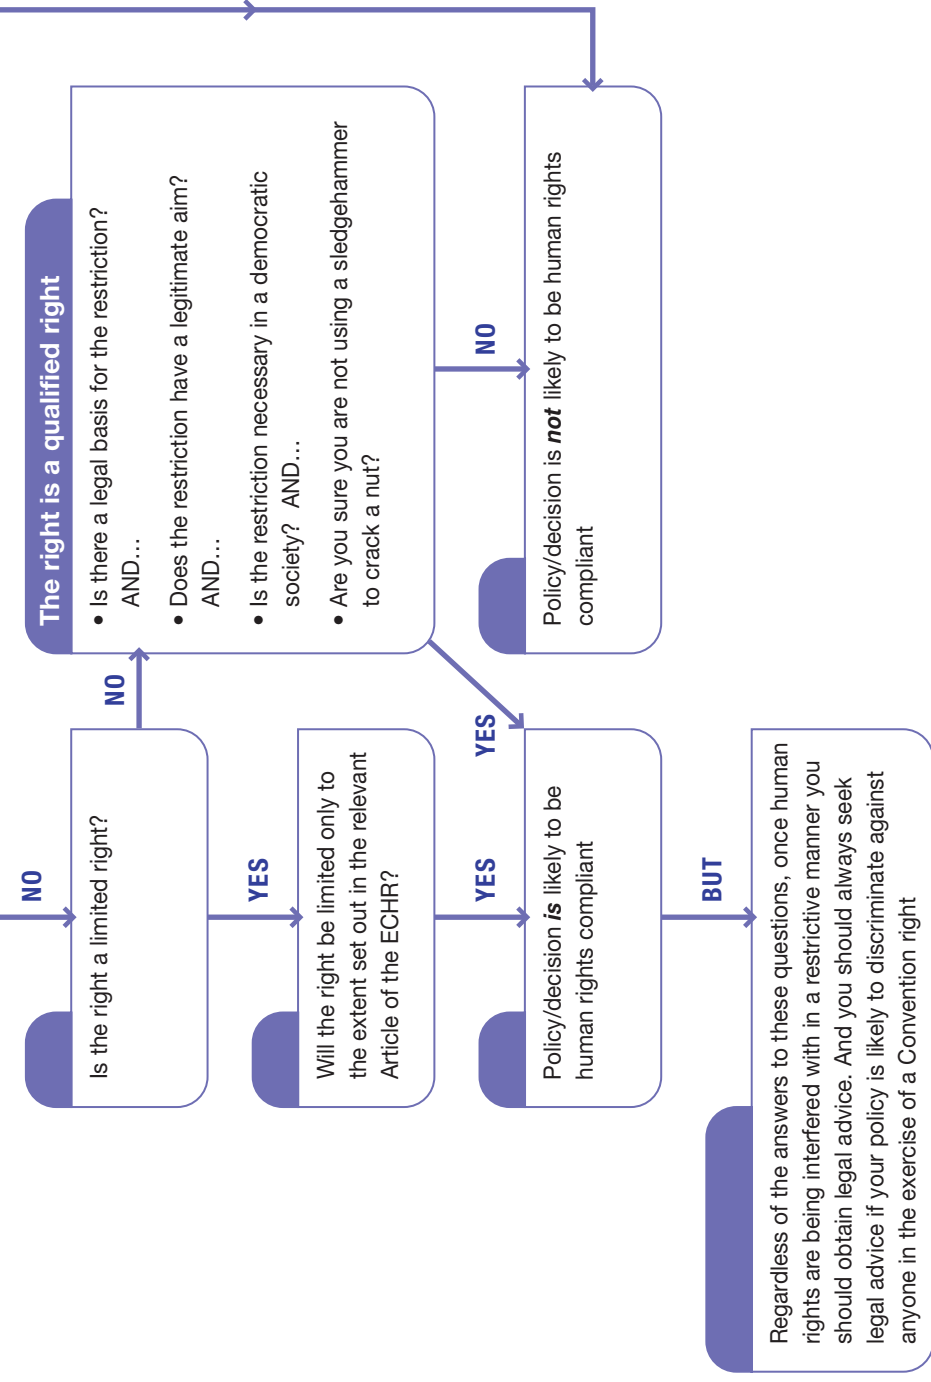 NO
Is the right a limited right?
NO
The right is a qualified right
• Is there a legal basis for the restriction?
AND…
• Does the restriction have a legitimate aim?
AND…
• Is the restriction necessary in a democratic
society?  AND…
• Are you sure you are not using a sledgehammer
to crack a nut?
YES
Will the right be limited only to
the extent set out in the relevant
Article of the ECHR?
YES
YES
NO
Policy/decision is likely to be
human rights compliant
Policy/decision is not likely to be human rights
compliant
BUT
Regardless of the answers to these questions, once human
rights are being interfered with in a restrictive manner you
should obtain legal advice. And you should always seek
legal advice if your policy is likely to discriminate against
anyone in the exercise of a Convention right